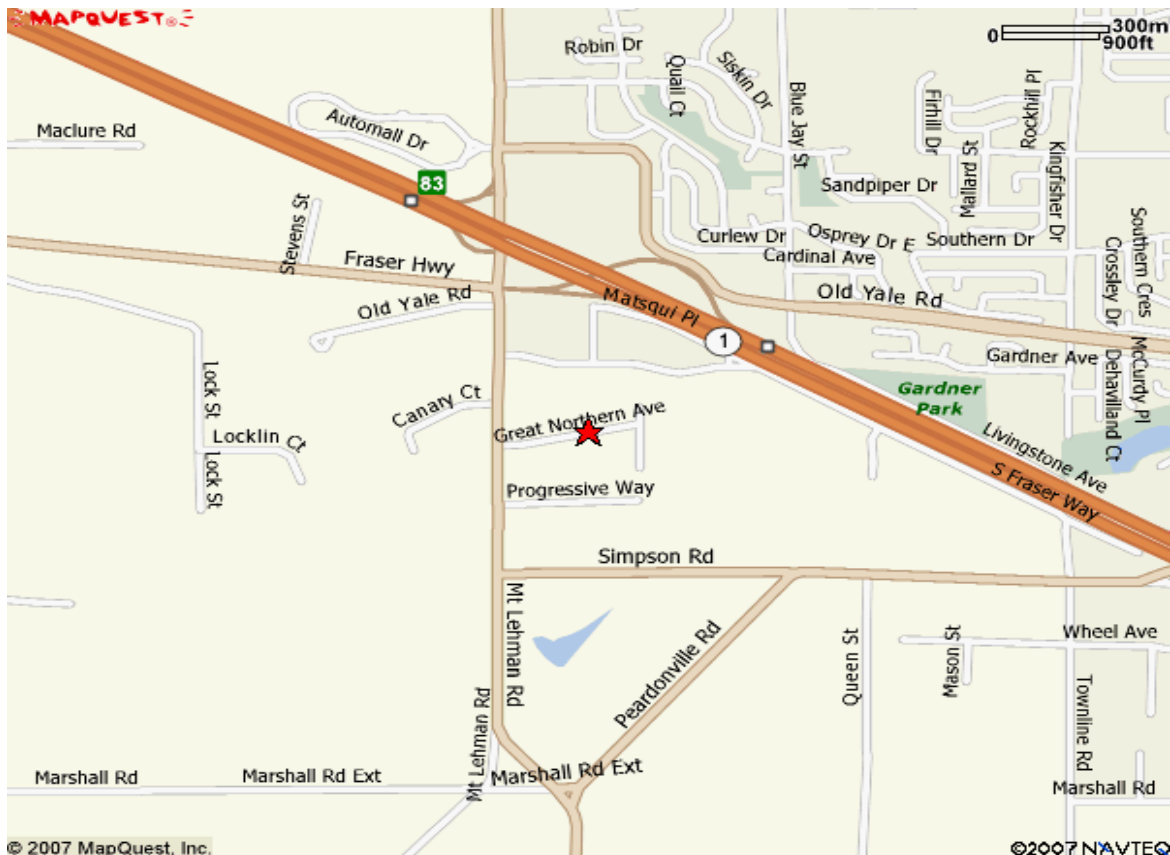 MAPQUEST
300m
0
900ft
Robin Dr
Quail Ct
Siskin Dr
Blue Jay St
Firhill Dr
Mallard St
Rockhill Pl
Kingfisher Dr
Maclure Rd
Automall Dr
83
Sandpiper Dr
Stevens St
Curlew Dr
Osprey Dr E
Southern Dr
Southern Cres
Crossley Dr
Fraser Hwy
Cardinal Ave
Old Yale Rd
Old Yale Rd
Matsqui Pl
1
Gardner Ave
McCurdy Pl
Dehavilland Ct
Gardner
Park
Lock St
Canary Ct
Great Northern Ave
Locklin Ct
Livingstone Ave
S Fraser Way
Lock St
Progressive Way
Simpson Rd
Mt Lehman Rd
Peardonville Rd
Queen St
Mason St
Wheel Ave
Townline Rd
Mt Lehman Rd
Marshall Rd
Marshall Rd Ext
Marshall Rd Ext
Marshall Rd
© 2007 MapQuest, Inc.
©2007 NAVTEQ